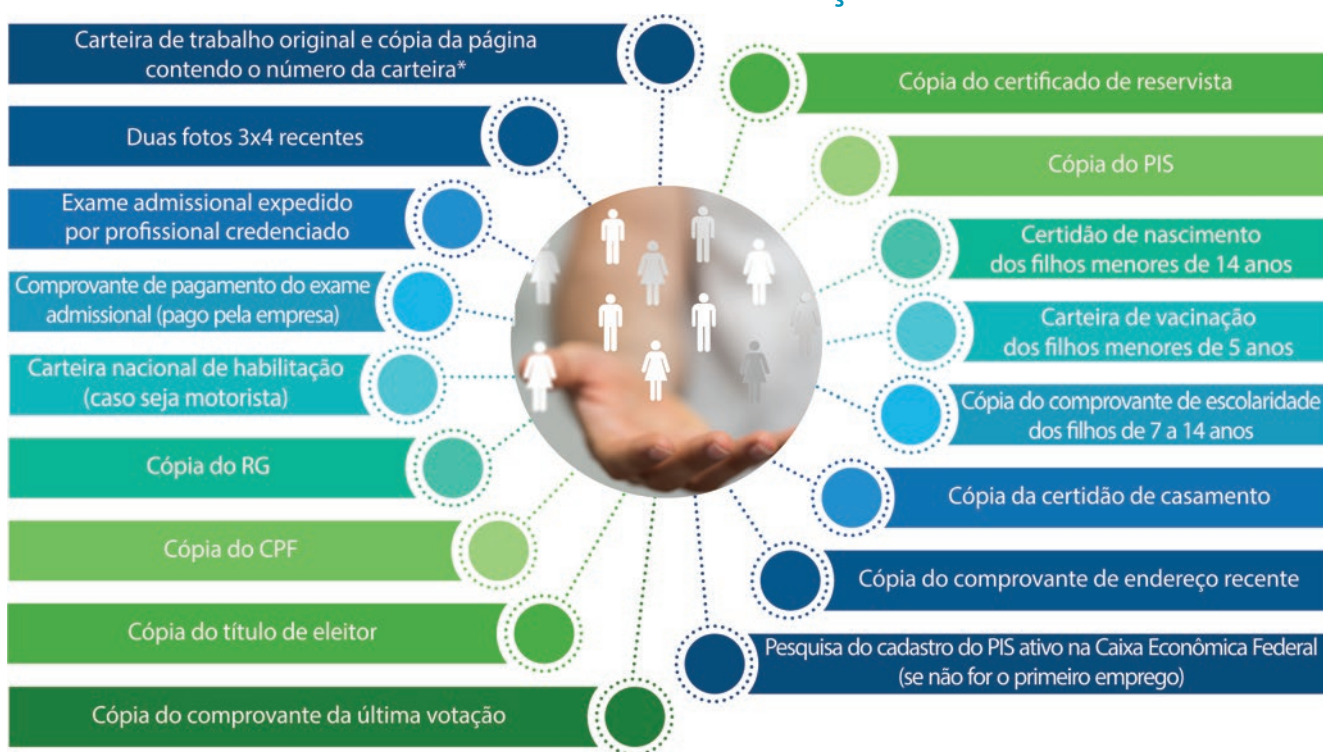 Carteira de trabalho original e cópia da página
contendo o número da carteira*
Duas fotos 3x4 recentes
Exame admissional expedido
por profissional credenciado
Comprovante de pagamento do exame
admissional (pago pela empresa)
Carteira nacional de habilitação
(caso seja motorista)
Cópia do RG
Cópia do CPF
Cópia do título de eleitor
Cópia do comprovante da última votação
Cópia do certificado de reservista
Cópia do PIS
Certidão de nascimento
dos filhos menores de 14 anos
Carteira de vacinação
dos filhos menores de 5 anos
Cópia do comprovante de escolaridade
dos filhos de 7 a 14 anos
Cópia da certidão de casamento
Cópia do comprovante de endereço recente
Pesquisa do cadastro do PIS ativo na Caixa Econômica Federal
(se não for o primeiro emprego)